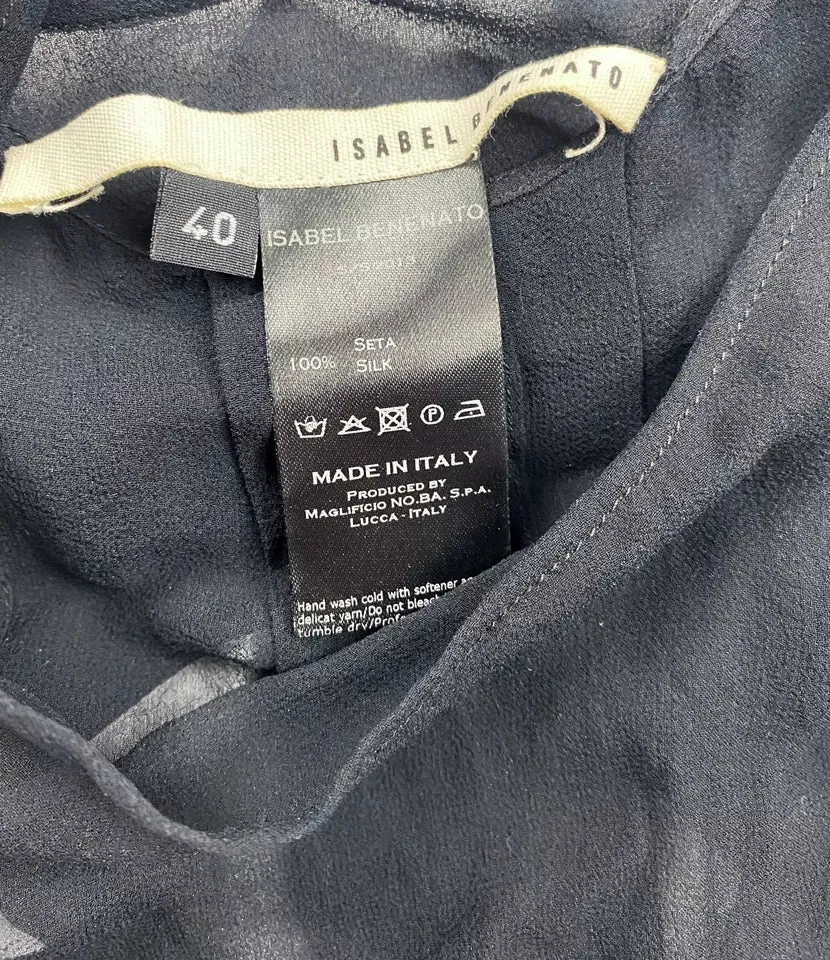 ISABEL BENENATO
40
ISABEL BENENATO
SETA
100% SILK
P
MADE IN ITALY
PRODUCED BY
MAGLIFICIO NO.BA. S.P.A.
LUCCA - ITALY
Hand wash cold with softener
delicat yarn/Do not bleach
tumble dry/